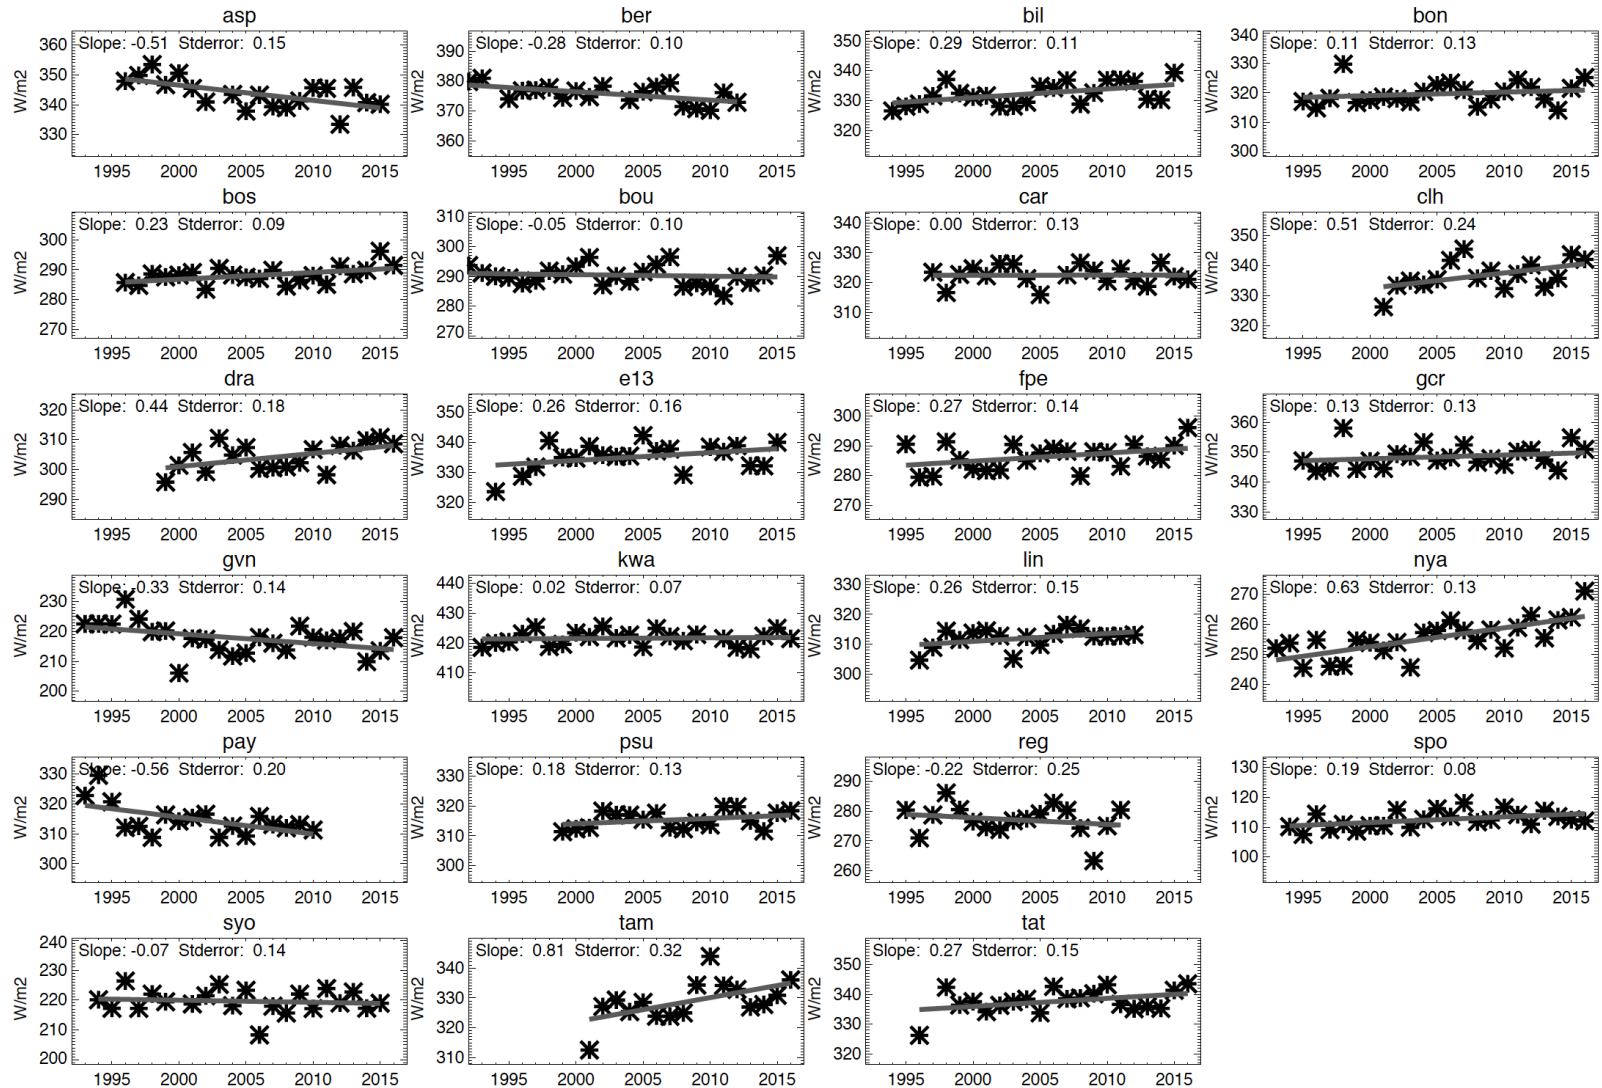 asp ber bil bon
Slope: -0.51 Stderror: 0.15 Slope: -0.28 Stderror: 0.10 Slope: 0.29 Stderror: 0.11 Slope: 0.11 Stderror: 0.13
W/m2 W/m2 W/m2 W/m2
360 390 350 340
350 380 340 330
340 370 330 320
330 360 320 310
300
1995 2000 2005 2010 2015 1995 2000 2005 2010 2015 1995 2000 2005 2010 2015 1995 2000 2005 2010 2015
bos bou car clh
Slope: 0.23 Stderror: 0.09 Slope: -0.05 Stderror: 0.10 Slope: 0.00 Stderror: 0.13 Slope: 0.51 Stderror: 0.24
W/m2 W/m2 W/m2 W/m2
300 310 340 350
290 300 330 340
280 290 320 330
270 280 310 320
270
1995 2000 2005 2010 2015 1995 2000 2005 2010 2015 1995 2000 2005 2010 2015 1995 2000 2005 2010 2015
dra e13 fpe gcr
Slope: 0.44 Stderror: 0.18 Slope: 0.26 Stderror: 0.16 Slope: 0.27 Stderror: 0.14 Slope: 0.13 Stderror: 0.13
W/m2 W/m2 W/m2 W/m2
320 350 300 360
310 340 290 350
300 330 280 340
290 320 270 330
1995 2000 2005 2010 2015 1995 2000 2005 2010 2015 1995 2000 2005 2010 2015 1995 2000 2005 2010 2015
gvn kwa lin nya
Slope: -0.33 Stderror: 0.14 Slope: 0.02 Stderror: 0.07 Slope: 0.26 Stderror: 0.15 Slope: 0.63 Stderror: 0.13
W/m2 W/m2 W/m2 W/m2
230 440 330 270
220 430 320 260
210 420 310 250
200 410 300 240
1995 2000 2005 2010 2015 1995 2000 2005 2010 2015 1995 2000 2005 2010 2015 1995 2000 2005 2010 2015
pay psu reg spo
Slope: -0.56 Stderror: 0.20 Slope: 0.18 Stderror: 0.13 Slope: -0.22 Stderror: 0.25 Slope: 0.19 Stderror: 0.08
W/m2 W/m2 W/m2 W/m2
330 330 290 130
320 320 280 120
310 310 270 110
300 300 260 100
1995 2000 2005 2010 2015 1995 2000 2005 2010 2015 1995 2000 2005 2010 2015 1995 2000 2005 2010 2015
syo tam tat
Slope: -0.07 Stderror: 0.14 Slope: 0.81 Stderror: 0.32 Slope: 0.27 Stderror: 0.15
W/m2 W/m2 W/m2
240 340 350
230 330 340
220 320 330
210 310 320
200
1995 2000 2005 2010 2015 1995 2000 2005 2010 2015 1995 2000 2005 2010 2015